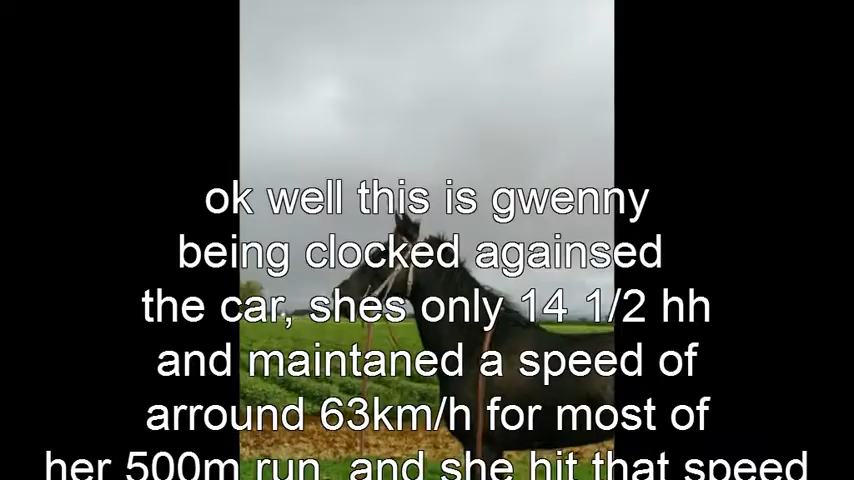 ok well this is gwenny
being clocked againsed
the car, shes only 14 1/2 hh
and maintaned a speed of
arround 63km/h for most of
her 500m run, and she hit that speed